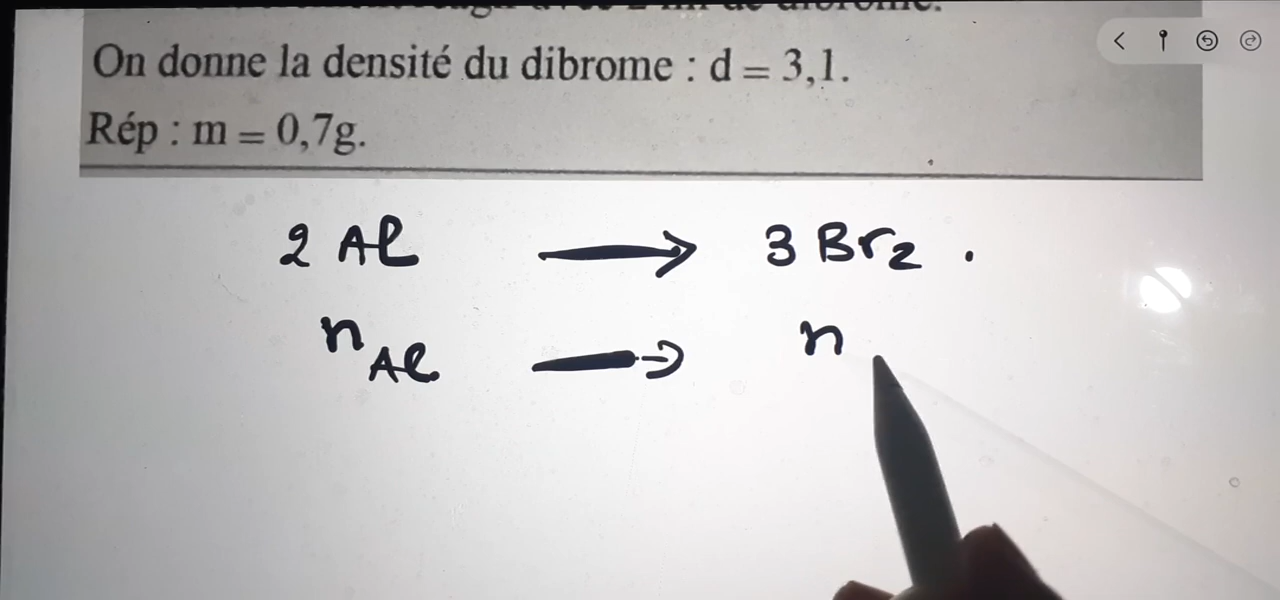 On donne la densité du dibrome : d = 3,1.
Rép : m = 0,7g.
2 Al → 3 Br2 .
nAl → n